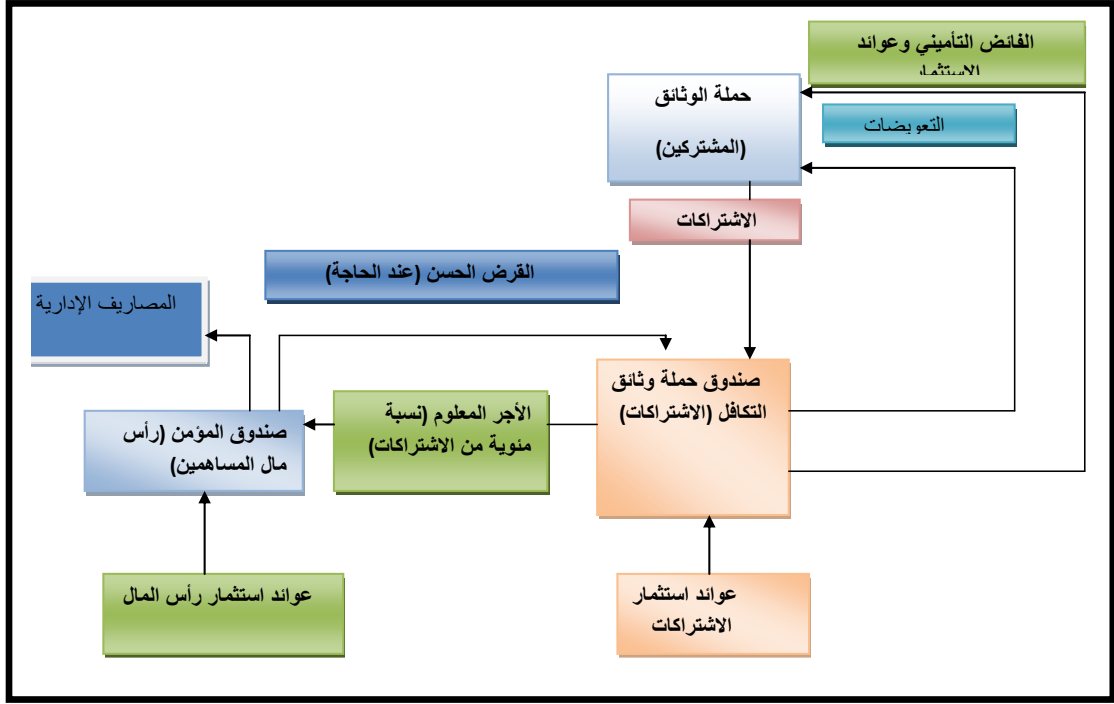 الفائض التأميني وعوائد
الاستثمار
حملة الوثائق
(المشتركين)
التعويضات
الاشتراكات
القرض الحسن (عند الحاجة)
المصاريف الإدارية
صندوق حملة وثائق
التكافل (الاشتراكات)
الأجر المعلوم (نسبة
مئوية من الاشتراكات)
صندوق المؤمن (رأس
مال المساهمين)
عوائد استثمار
الاشتراكات
عوائد استثمار رأس المال